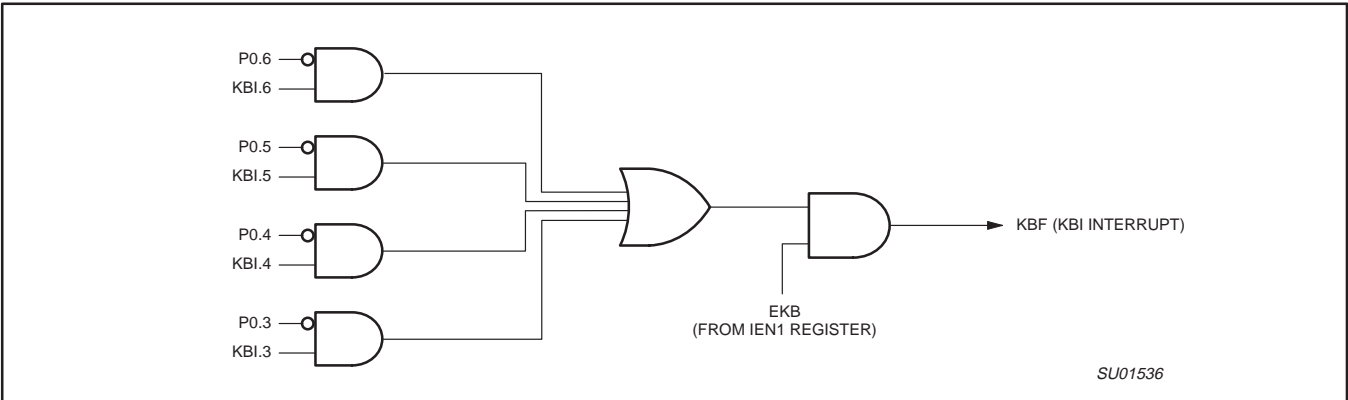 P0.6
KBI.6
P0.5
KBI.5
P0.4
KBI.4
P0.3
KBI.3
EKB
(FROM IEN1 REGISTER)
KBF (KBI INTERRUPT)
SU01536